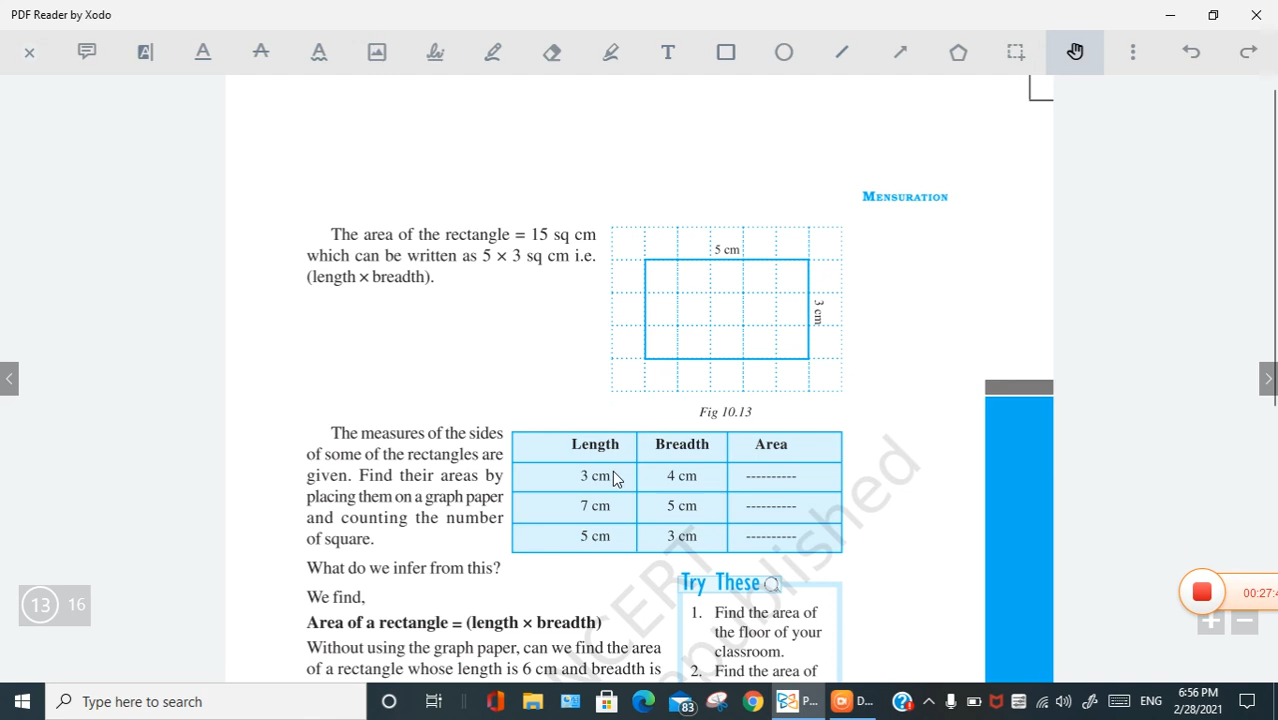 PDF Reader by Xodo
MENSURATION
The area of the rectangle = 15 sq cm
which can be written as 5 × 3 sq cm i.e.
(length × breadth).
5 cm
3 cm
Fig 10.13
The measures of the sides
of some of the rectangles are
given. Find their areas by
placing them on a graph paper
and counting the number
of square.
Length Breadth Area
3 cm 4 cm ----------
7 cm 5 cm ----------
5 cm 3 cm ----------
What do we infer from this?
We find,
Area of a rectangle = (length × breadth)
Without using the graph paper, can we find the area
of a rectangle whose length is 6 cm and breadth is
Try These
1. Find the area of
the floor of your
classroom.
2. Find the area of
NCERT
republished
13 16
00:27:4
Type here to search
83
P...
D...
ENG
6:56 PM
2/28/2021